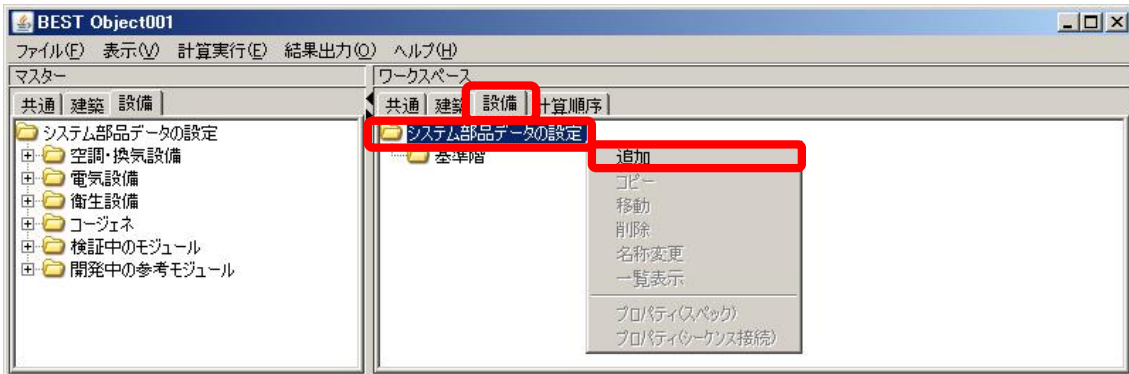 BEST Object001
ファイル(F) 表示(V) 計算実行(E) 結果出力(O) ヘルプ(H)
マスター
共通 建築 設備
システム部品データの設定
空調・換気設備
電気設備
衛生設備
コージェネ
検証中のモジュール
開発中の参考モジュール
ワークスペース
共通 建築 設備 計算順序
システム部品データの設定
基準階
追加
コピー
移動
削除
名称変更
一覧表示
プロパティ(スペック)
プロパティ(シーケンス接続)